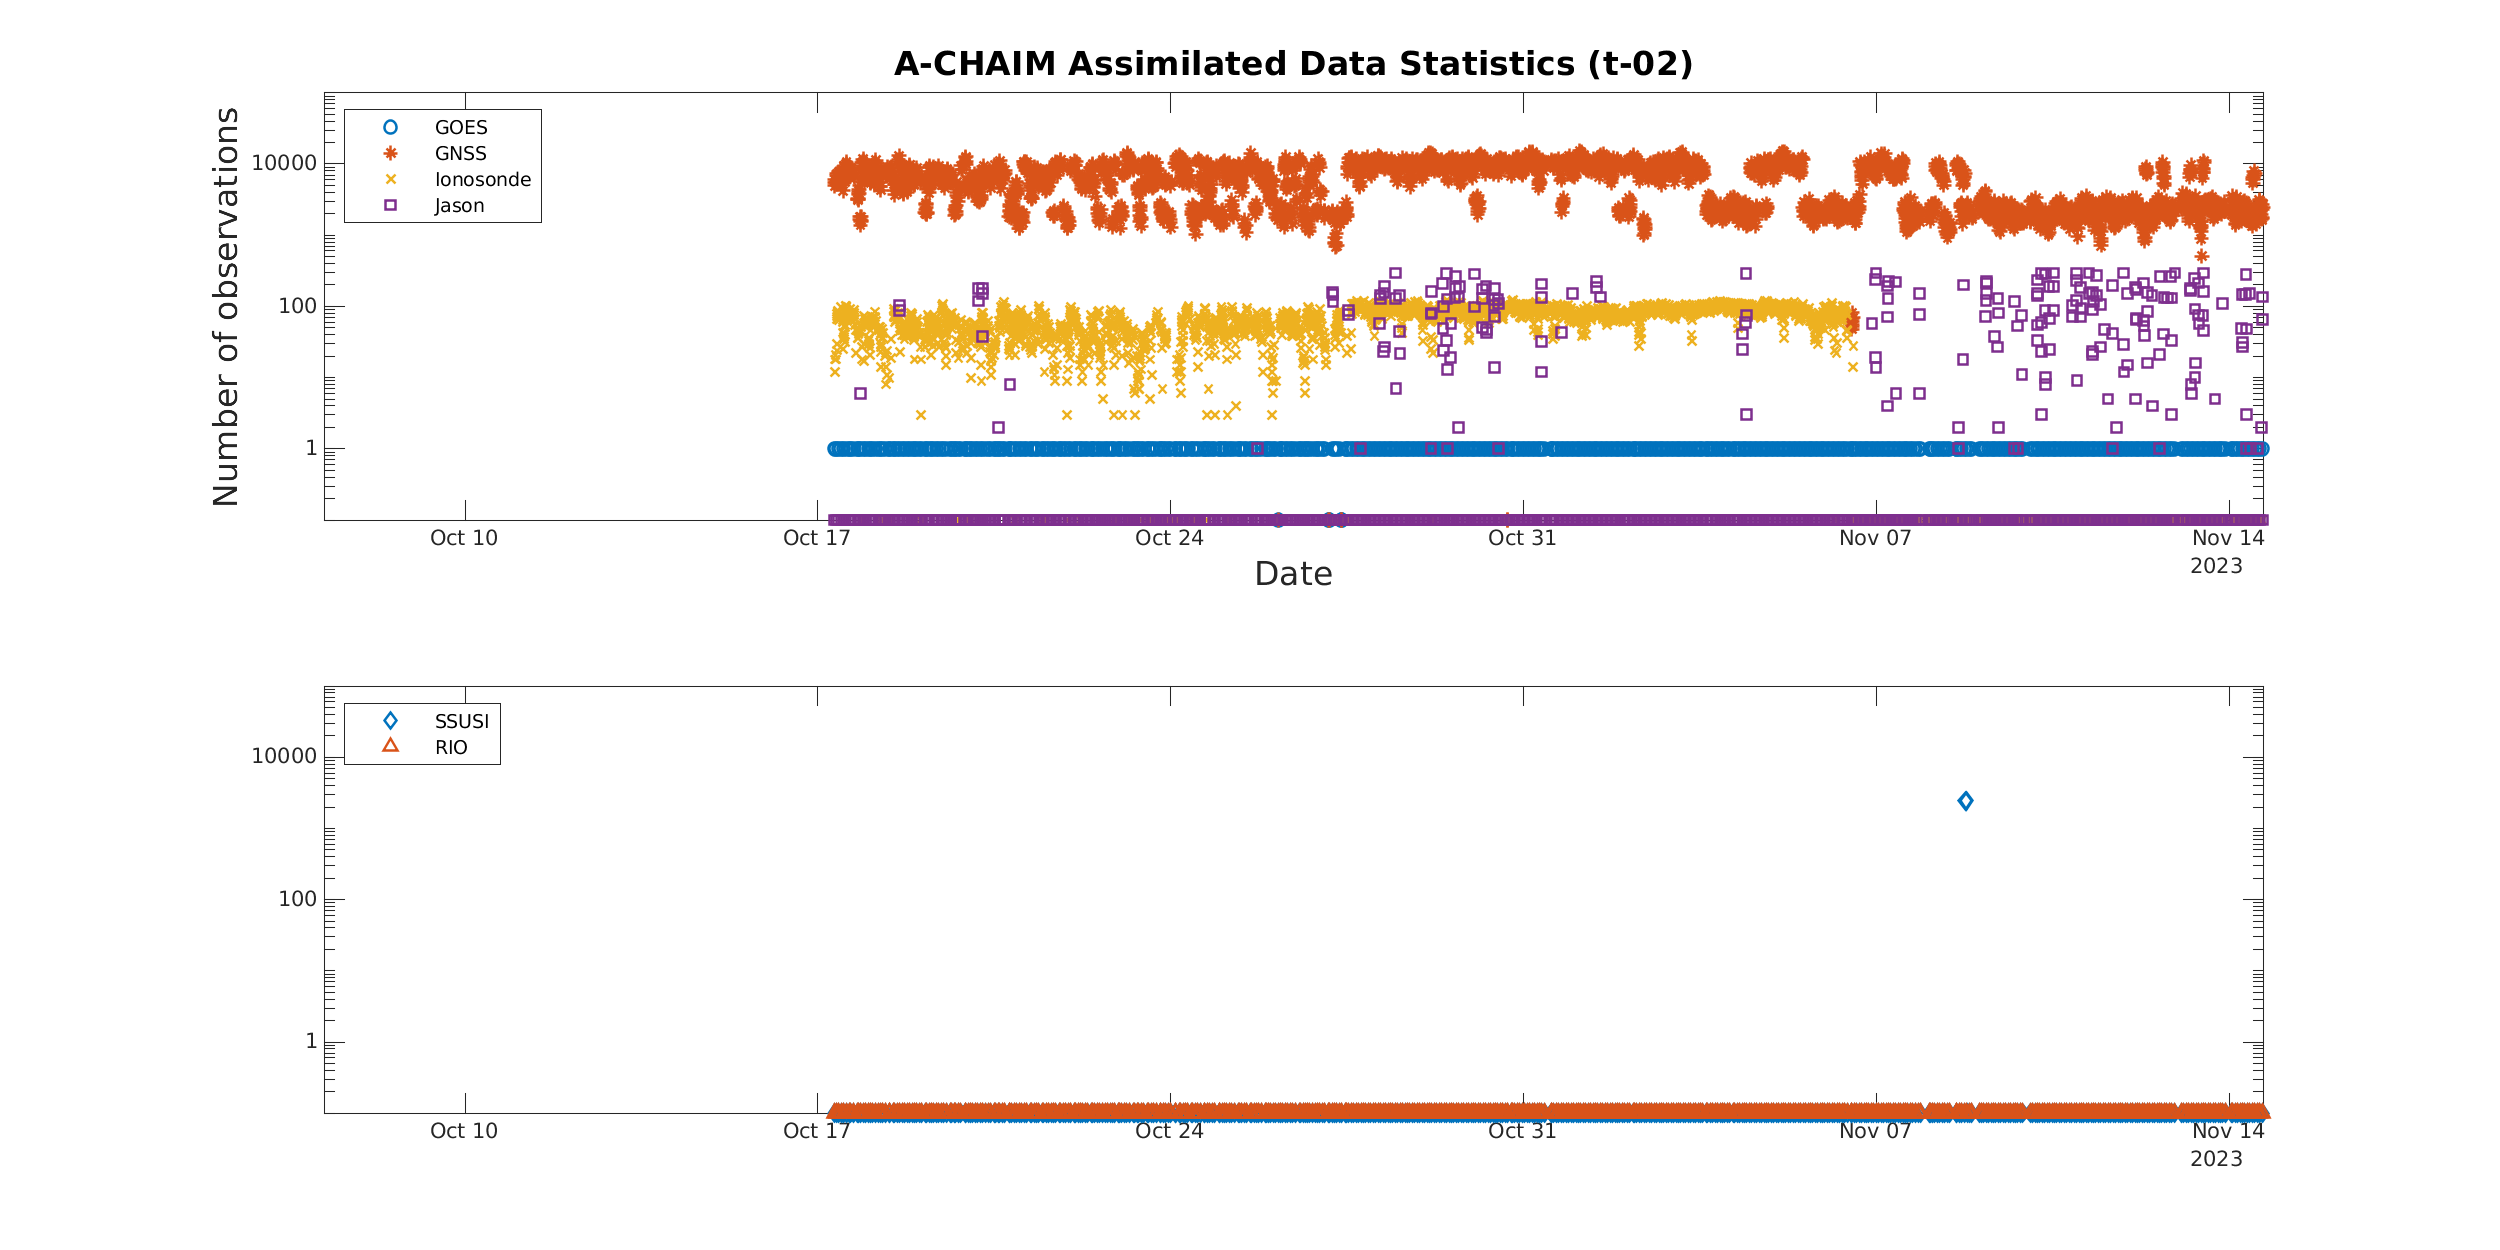 A-CHAIM Assimilated Data Statistics (t-02)
GOES
GNSS
Ionosonde
Jason
Number of observations
10000
100
1
Oct 10
Oct 17
Oct 24
Oct 31
Nov 07
Nov 14
2023
Date
SSUSI
RIO
10000
100
1
Oct 10
Oct 17
Oct 24
Oct 31
Nov 07
Nov 14
2023